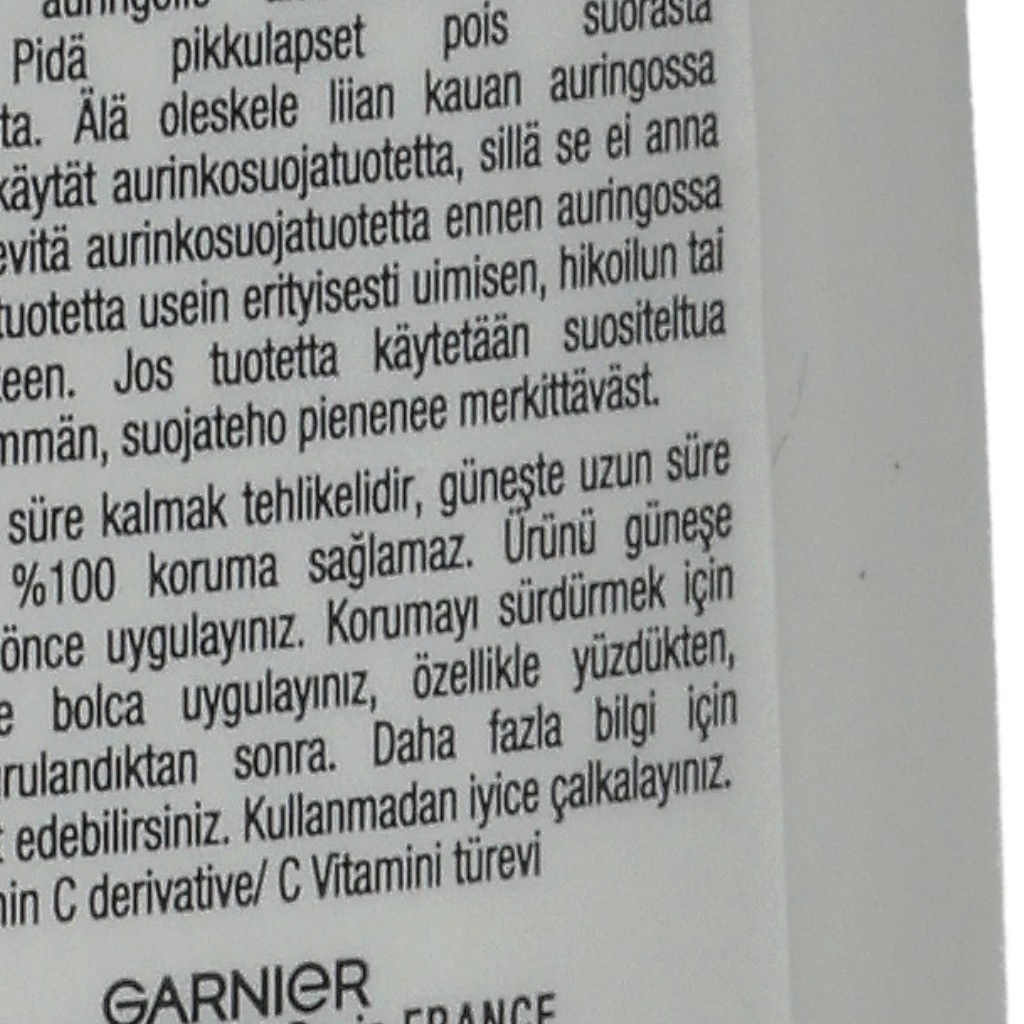 Pidä pikkulapset pois suorasta
ta. Älä oleskele liian kauan auringossa
käytät aurinkosuojatuotetta, sillä se ei anna
evitä aurinkosuojatuotetta ennen auringossa
tuotetta usein erityisesti uimisen, hikoilun tai
een. Jos tuotetta käytetään suositeltua
mmän, suojateho pienenee merkittäväst.
süre kalmak tehlikelidir, güneşte uzun süre
%100 koruma sağlamaz. Ürünü güneşe
önce uygulayınız. Korumayı sürdürmek için
e bolca uygulayınız, özellikle yüzdükten,
rulandıktan sonra. Daha fazla bilgi için
t edebilirsiniz. Kullanmadan iyice çalkalayınız.
min C derivative/ C Vitamini türevi
GARNIER
FRANCE